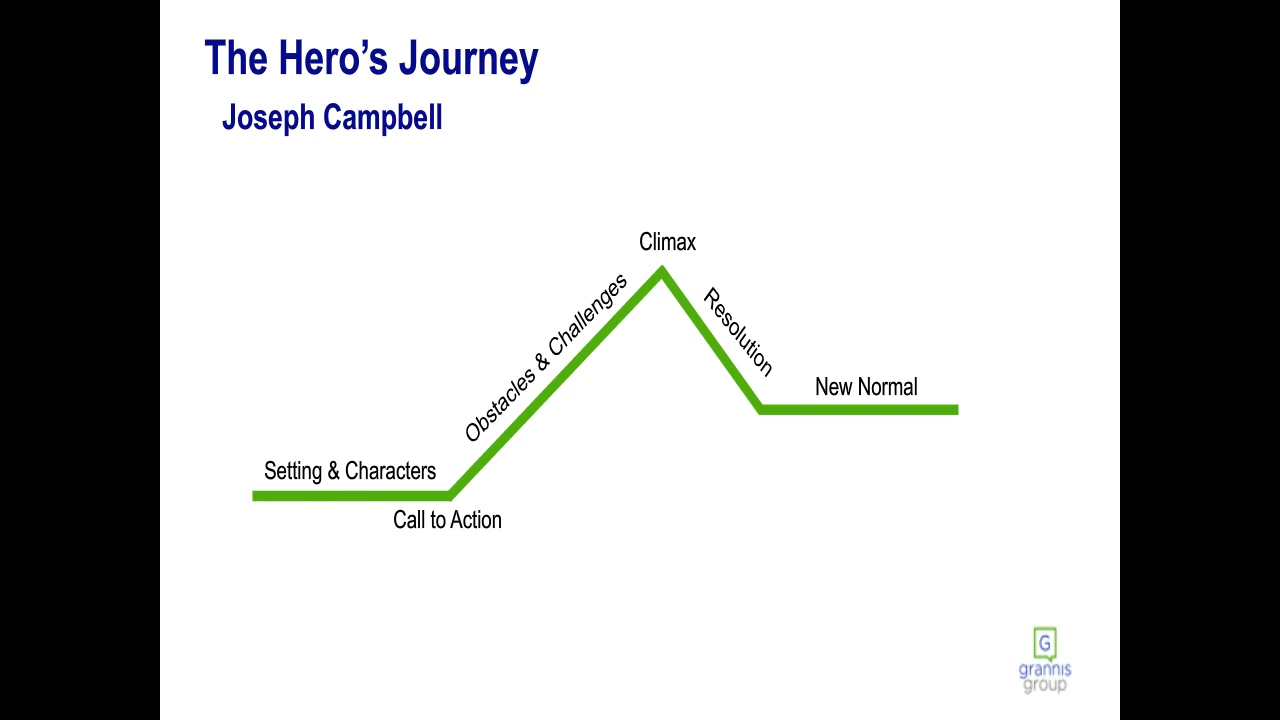 The Hero’s Journey
Joseph Campbell
Climax
Obstacles & Challenges
Resolution
New Normal
Setting & Characters
Call to Action
G
grannis
group